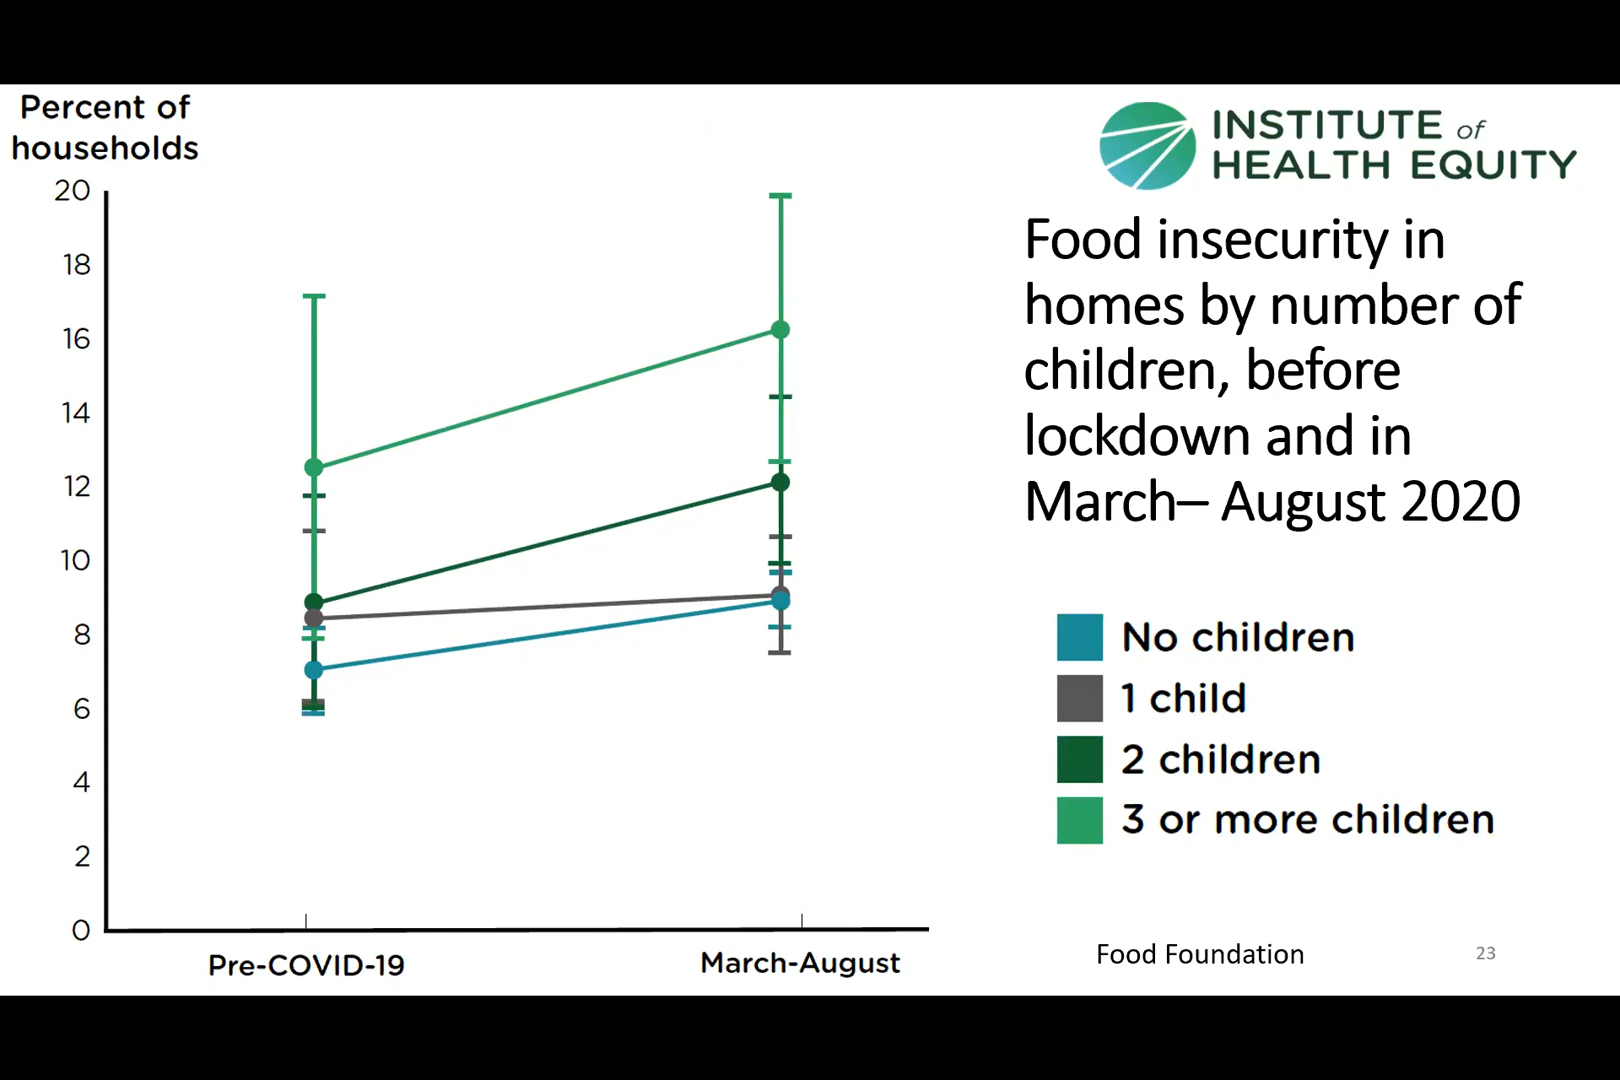 Percent of
households
20
18
16
14
12
10
8
6
4
2
0
Pre-COVID-19
March-August
INSTITUTE of
HEALTH EQUITY
Food insecurity in
homes by number of
children, before
lockdown and in
March– August 2020
No children
1 child
2 children
3 or more children
Food Foundation
23